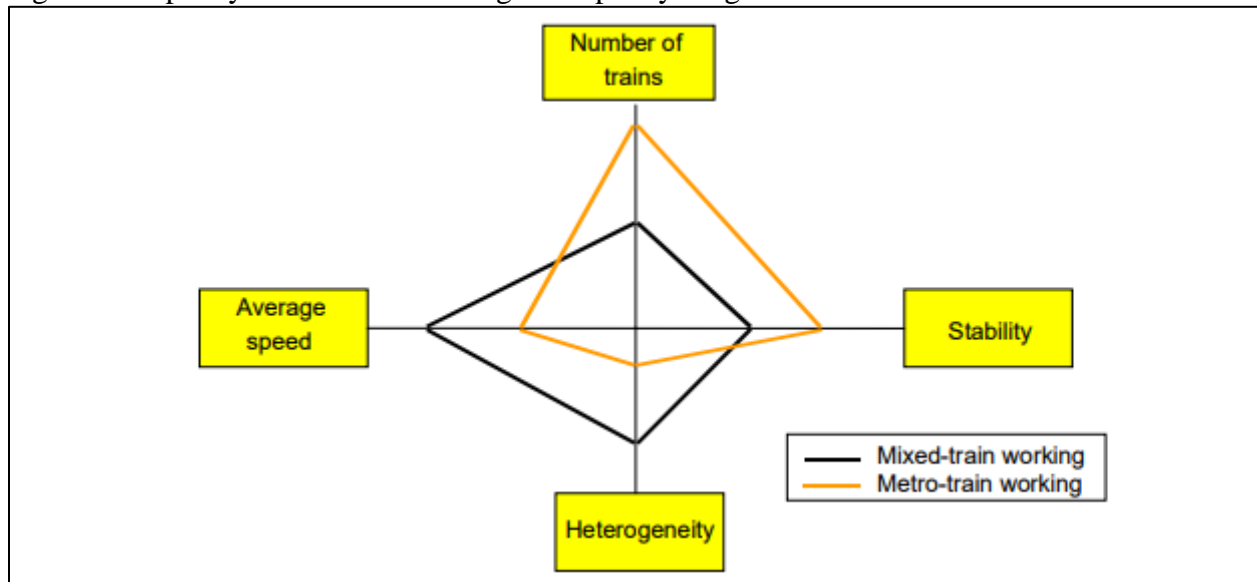 Number of
trains
Average
speed
Stability
Mixed-train working
Metro-train working
Heterogeneity